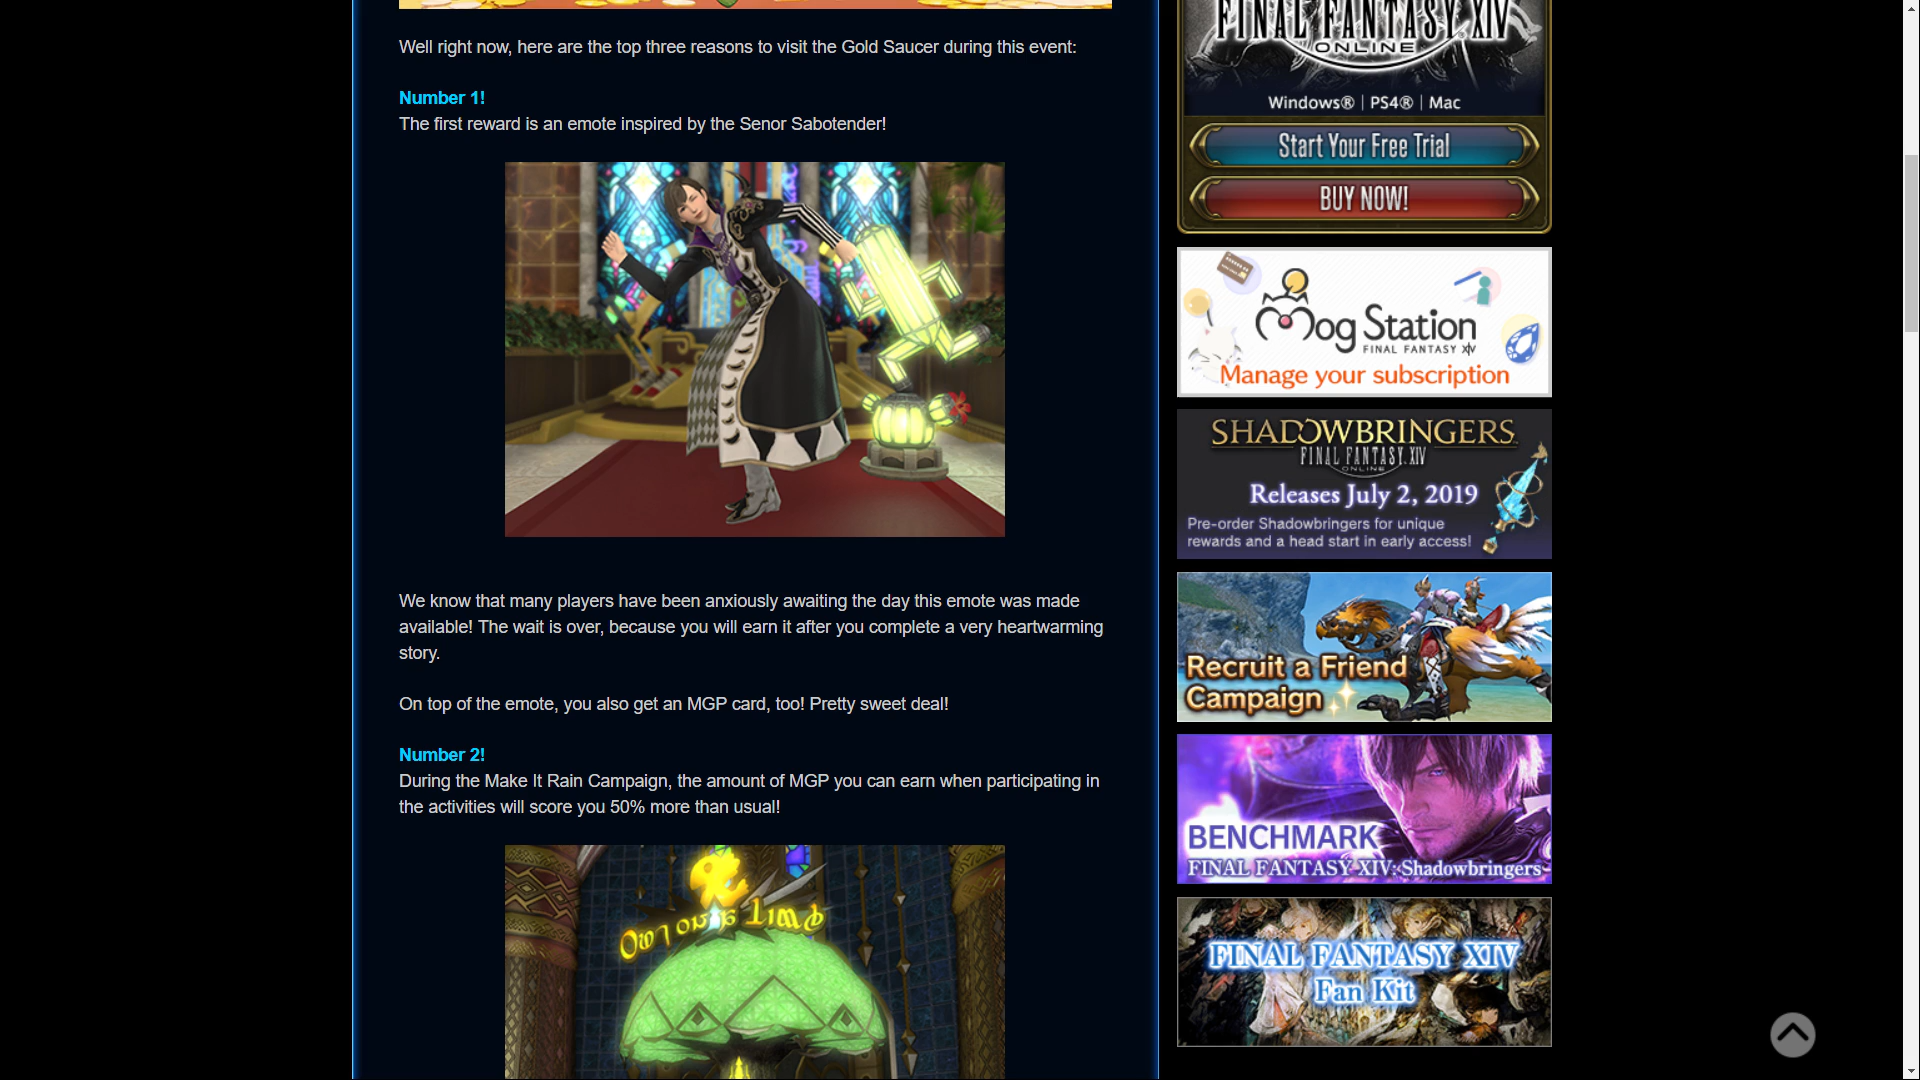 Well right now, here are the top three reasons to visit the Gold Saucer during this event:
Number 1!
The first reward is an emote inspired by the Senor Sabotender!
We know that many players have been anxiously awaiting the day this emote was made
available! The wait is over, because you will earn it after you complete a very heartwarming
story.
On top of the emote, you also get an MGP card, too! Pretty sweet deal!
Number 2!
During the Make It Rain Campaign, the amount of MGP you can earn when participating in
the activities will score you 50% more than usual!
FINAL FANTASY XIV
ONLINE
Windows® | PS4® | Mac
Start Your Free Trial
BUY NOW!
Mog Station
FINAL FANTASY XIV
Manage your subscription
SHADOWBRINGERS
FINAL FANTASY XIV
ONLINE
Releases July 2, 2019
Pre-order Shadowbringers for unique
rewards and a head start in early access!
Recruit a Friend
Campaign
BENCHMARK
FINAL FANTASY XIV: Shadowbringers
FINAL FANTASY XIV
Fan Kit